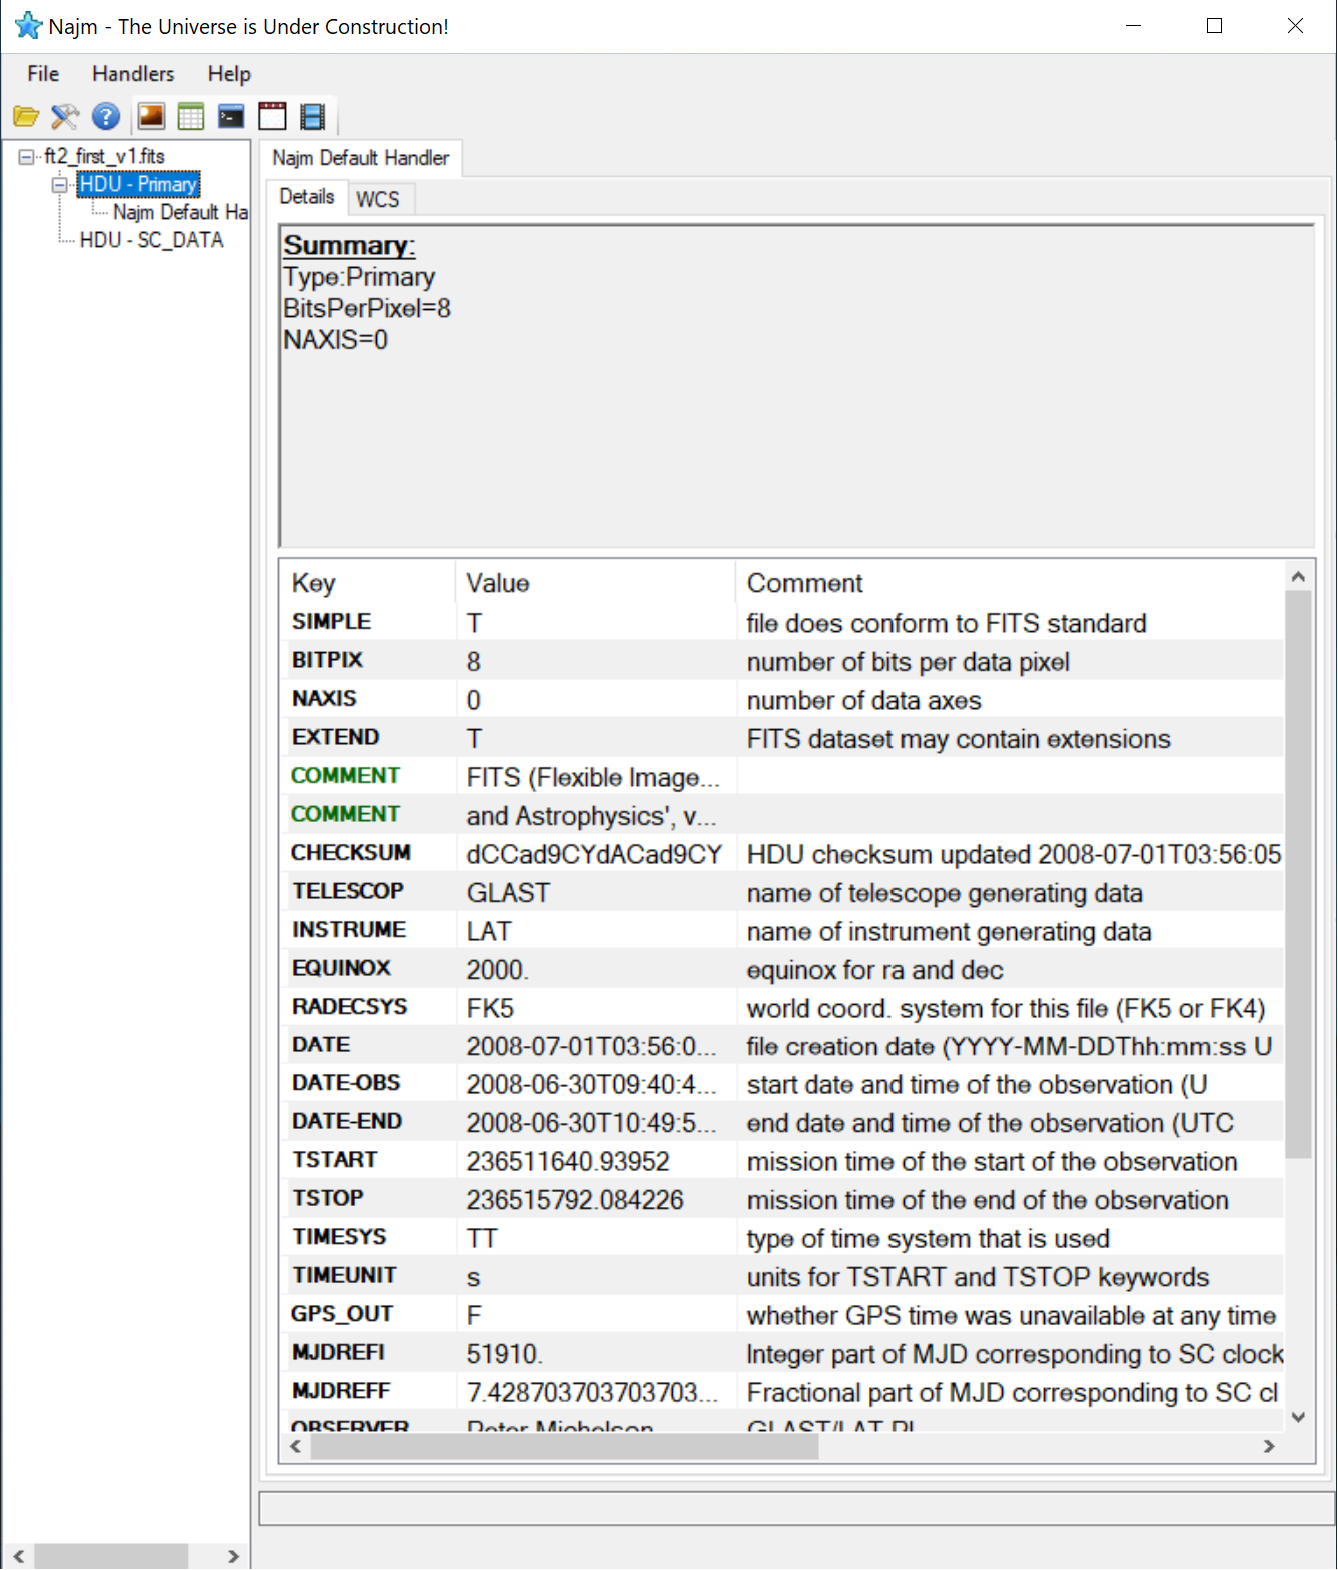 Najm - The Universe is Under Construction!
File Handlers Help
ft2_first_v1.fits
HDU - Primary
Najm Default Ha
HDU - SC_DATA
Najm Default Handler
Details WCS
Summary:
Type:Primary
BitsPerPixel=8
NAXIS=0
Key Value Comment
SIMPLE T file does conform to FITS standard
BITPIX 8 number of bits per data pixel
NAXIS 0 number of data axes
EXTEND T FITS dataset may contain extensions
COMMENT FITS (Flexible Image...
COMMENT and Astrophysics', v...
CHECKSUM dCCad9CYdACad9CY HDU checksum updated 2008-07-01T03:56:05
TELESCOP GLAST name of telescope generating data
INSTRUME LAT name of instrument generating data
EQUINOX 2000. equinox for ra and dec
RADECSYS FK5 world coord. system for this file (FK5 or FK4)
DATE 2008-07-01T03:56:0... file creation date (YYYY-MM-DDThh:mm:ss U
DATE-OBS 2008-06-30T09:40:4... start date and time of the observation (U
DATE-END 2008-06-30T10:49:5... end date and time of the observation (UTC
TSTART 236511640.93952 mission time of the start of the observation
TSTOP 236515792.084226 mission time of the end of the observation
TIMESYS TT type of time system that is used
TIMEUNIT s units for TSTART and TSTOP keywords
GPS_OUT F whether GPS time was unavailable at any time
MJDREFI 51910. Integer part of MJD corresponding to SC clock
MJDREFF 7.428703703703703... Fractional part of MJD corresponding to SC cl
OBSERVER Peter Michelson GLAST/LAT PI